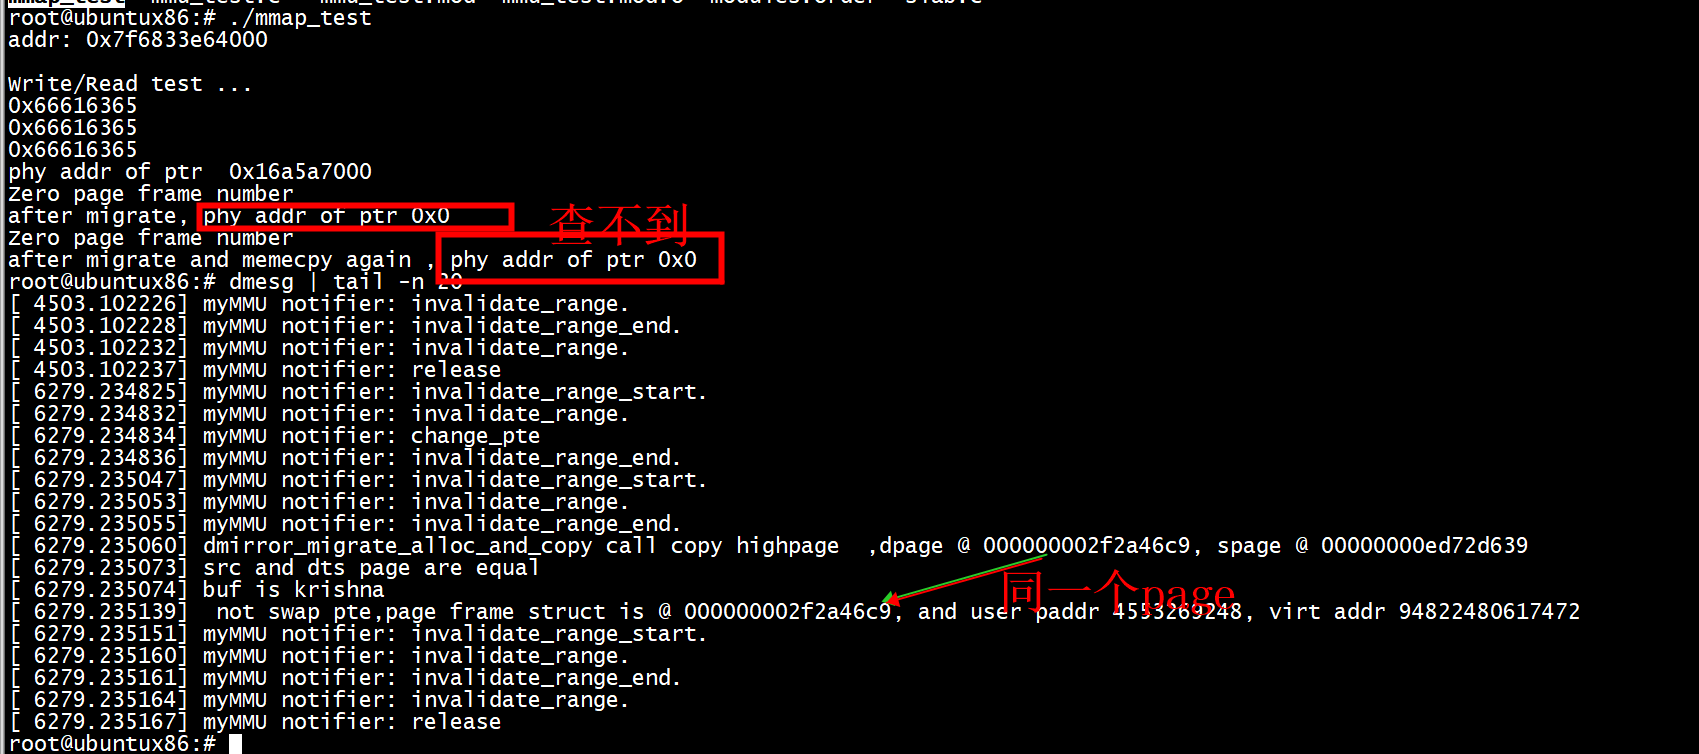 mmap_test mmu_test.c mmu_test.mod mmu_test.mod.o modules.order stab.c
root@ubuntux86:# ./mmap_test
addr: 0x7f6833e64000
Write/Read test ...
0x66616365
0x66616365
0x66616365
phy addr of ptr  0x16a5a7000
Zero page frame number
after migrate, phy addr of ptr 0x0
查不到
Zero page frame number
after migrate and memecpy again , phy addr of ptr 0x0
root@ubuntux86:# dmesg | tail -n 20
[ 4503.102226] myMMU notifier: invalidate_range.
[ 4503.102228] myMMU notifier: invalidate_range_end.
[ 4503.102232] myMMU notifier: invalidate_range.
[ 4503.102237] myMMU notifier: release
[ 6279.234825] myMMU notifier: invalidate_range_start.
[ 6279.234832] myMMU notifier: invalidate_range.
[ 6279.234834] myMMU notifier: change_pte
[ 6279.234836] myMMU notifier: invalidate_range_end.
[ 6279.235047] myMMU notifier: invalidate_range_start.
[ 6279.235053] myMMU notifier: invalidate_range.
[ 6279.235055] myMMU notifier: invalidate_range_end.
[ 6279.235060] dmirror_migrate_alloc_and_copy call copy highpage  ,dpage @ 000000002f2a46c9, spage @ 00000000ed72d639
[ 6279.235073] src and dts page are equal
[ 6279.235074] buf is krishna
同一个page
[ 6279.235139]  not swap pte,page frame struct is @ 000000002f2a46c9, and user paddr 4553269248, virt addr 94822480617472
[ 6279.235151] myMMU notifier: invalidate_range_start.
[ 6279.235160] myMMU notifier: invalidate_range.
[ 6279.235161] myMMU notifier: invalidate_range_end.
[ 6279.235164] myMMU notifier: invalidate_range.
[ 6279.235167] myMMU notifier: release
root@ubuntux86:#